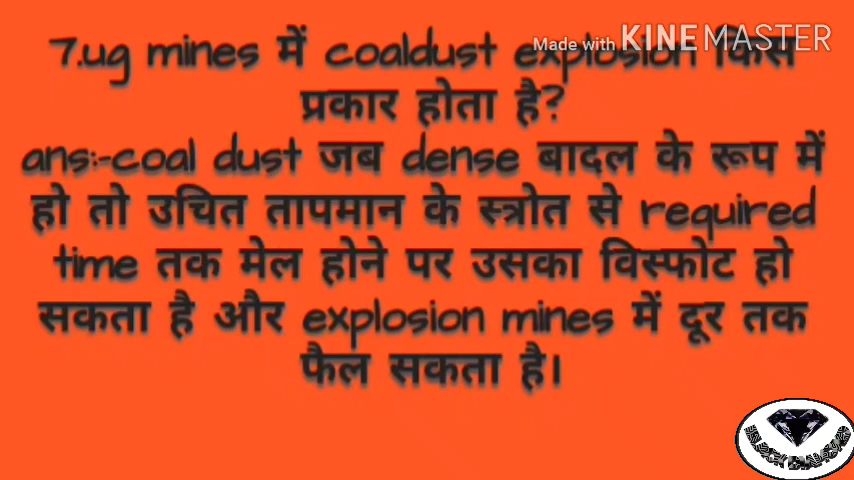 Made with KINEMASTER
7.ug mines में coaldust explosion किस
प्रकार होता है?
ans:-coal dust जब dense बादल के रूप में
हो तो उचित तापमान के स्त्रोत से required
time तक मेल होने पर उसका विस्फोट हो
सकता है और explosion mines में दूर तक
फैल सकता है।